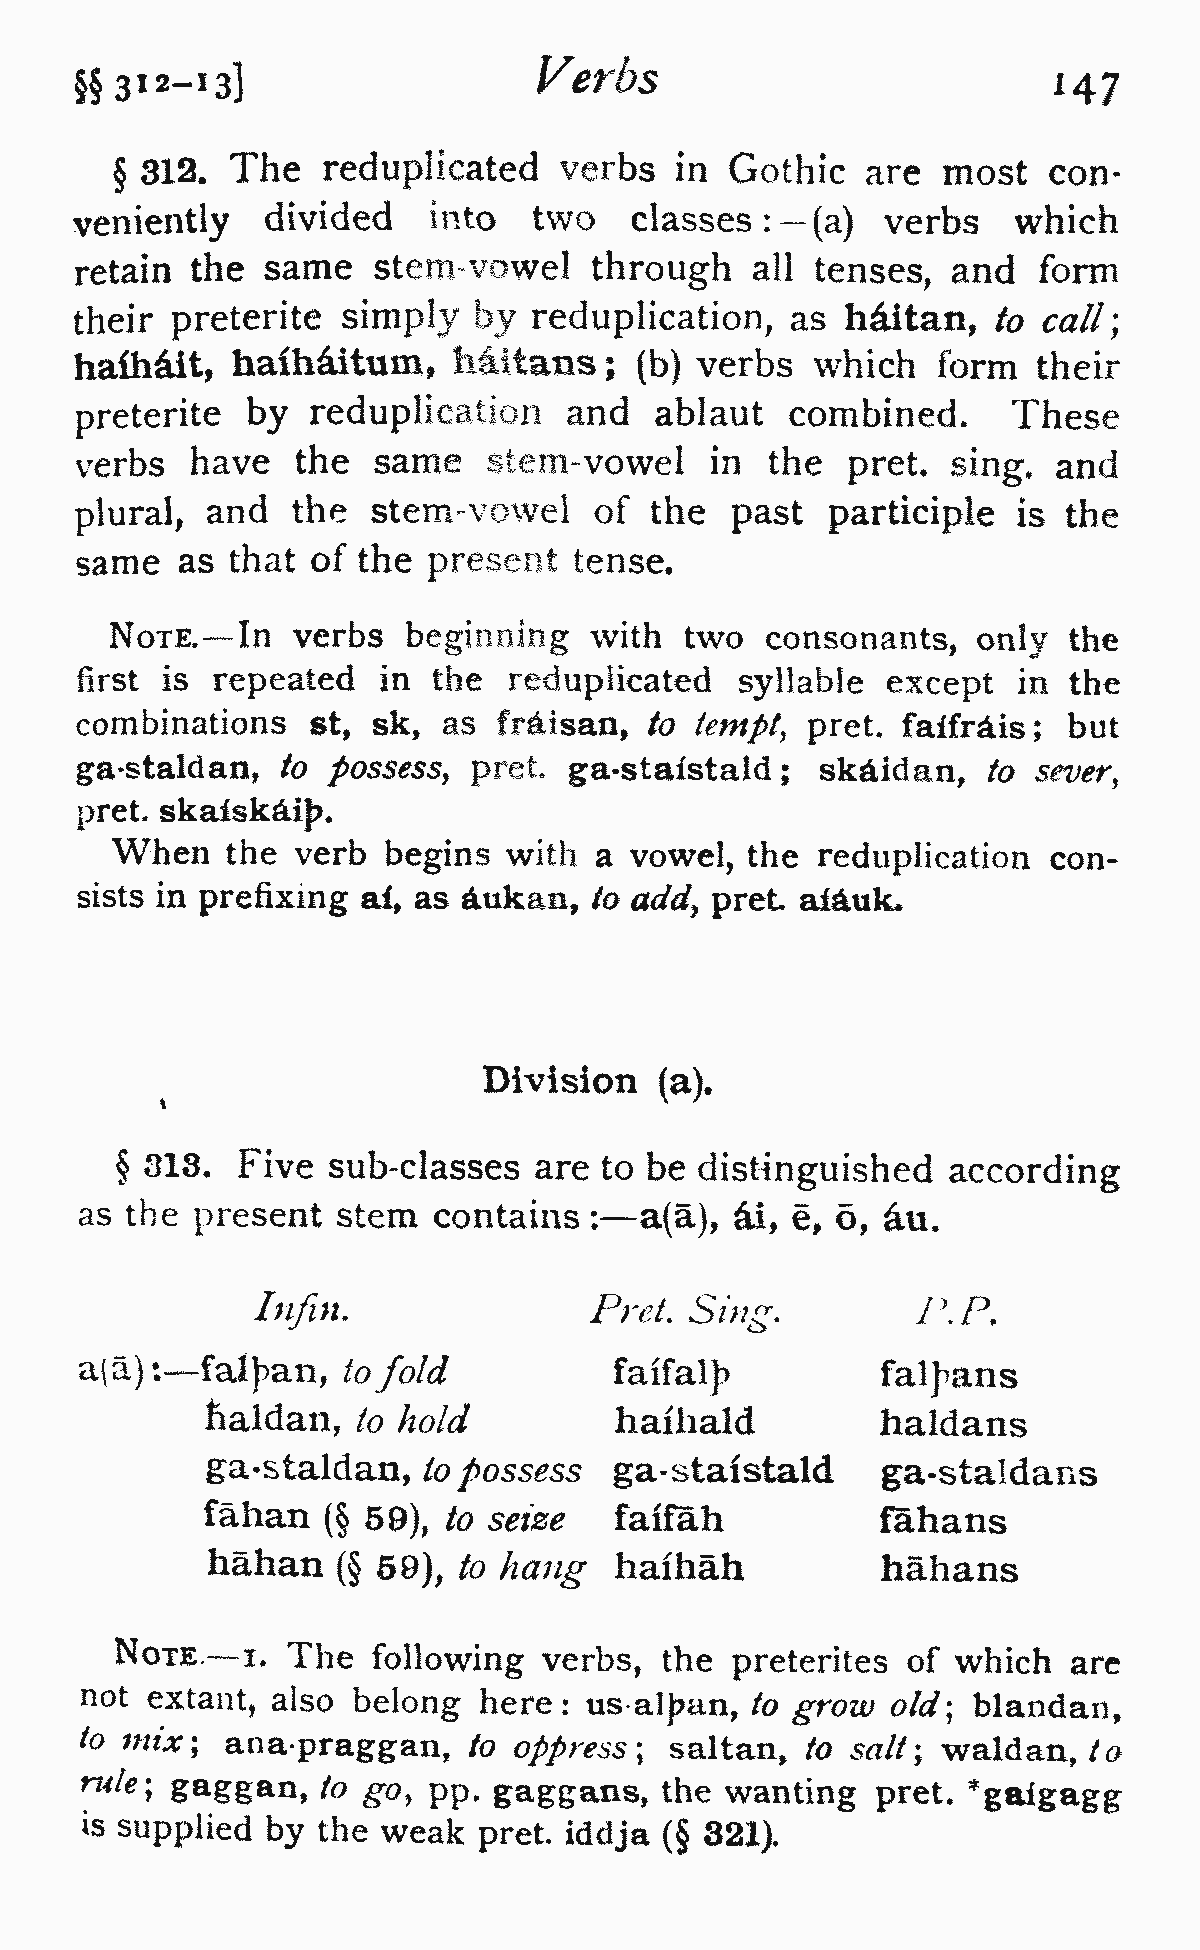 §§ 312–13] Verbs 147
§ 312. The reduplicated verbs in Gothic are most con-
veniently divided into two classes :—(a) verbs which
retain the same stem-vowel through all tenses, and form
their preterite simply by reduplication, as háitan, to call ;
haíháit, haíháitum, háitans ; (b) verbs which form their
preterite by reduplication and ablaut combined. These
verbs have the same stem-vowel in the pret. sing. and
plural, and the stem-vowel of the past participle is the
same as that of the present tense.
NOTE.—In verbs beginning with two consonants, only the
first is repeated in the reduplicated syllable except in the
combinations st, sk, as fráisan, to tempt, pret. faífráis ; but
ga-staldan, to possess, pret. ga-staístald ; skáidan, to sever,
pret. skaískáiþ.
When the verb begins with a vowel, the reduplication con-
sists in prefixing aí, as áukan, to add, pret. aíáuk.
Division (a).
§ 313. Five sub-classes are to be distinguished according
as the present stem contains :—a(ā), ái, ē, ō, áu.
Infin. Pret. Sing. P.P.
a(ā) :—falþan, to fold faífalþ falþans
haldan, to hold haíhald haldans
ga-staldan, to possess ga-staístald ga-staldans
fāhan (§ 59), to seize faífāh fāhans
hāhan (§ 59), to hang haíhāh hāhans
NOTE.—1. The following verbs, the preterites of which are
not extant, also belong here : us-alþan, to grow old ; blandan,
to mix ; ana-praggan, to oppress ; saltan, to salt ; waldan, to
rule ; gaggan, to go, pp. gaggans, the wanting pret. *gaígagg
is supplied by the weak pret. iddja (§ 321).